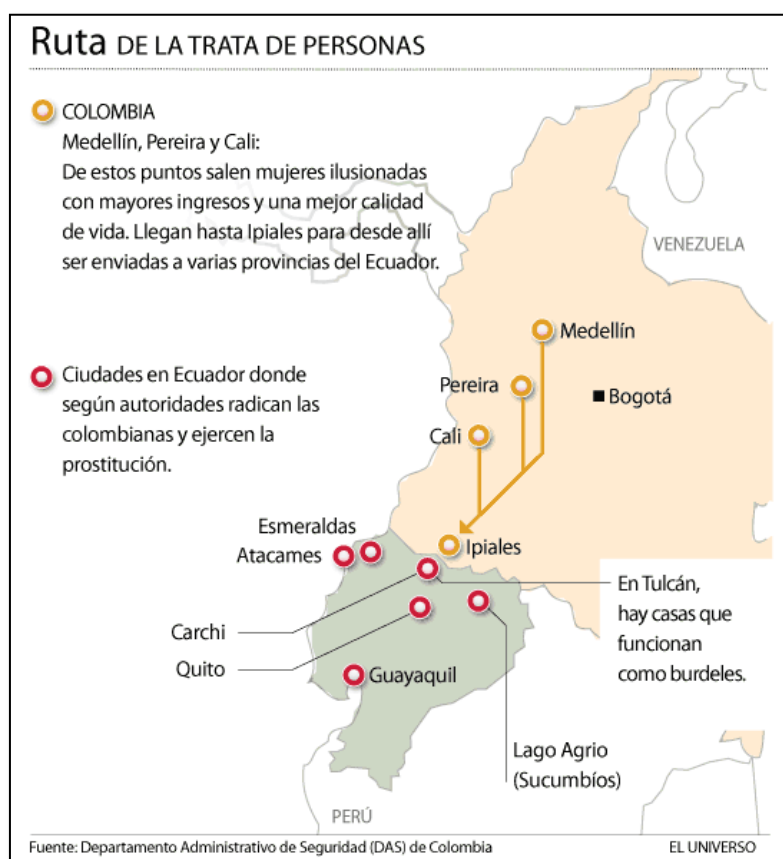 Ruta DE LA TRATA DE PERSONAS
COLOMBIA
Medellín, Pereira y Cali:
De estos puntos salen mujeres ilusionadas
con mayores ingresos y una mejor calidad
de vida. Llegan hasta Ipiales para desde allí
ser enviadas a varias provincias del Ecuador.
VENEZUELA
Medellín
Pereira
Bogotá
Cali
Ciudades en Ecuador donde
según autoridades radican las
colombianas y ejercen la
prostitución.
Esmeraldas
Atacames
Ipiales
En Tulcán,
hay casas que
funcionan
como burdeles.
Carchi
Quito
Guayaquil
Lago Agrio
(Sucumbíos)
PERÚ
Fuente: Departamento Administrativo de Seguridad (DAS) de Colombia
EL UNIVERSO